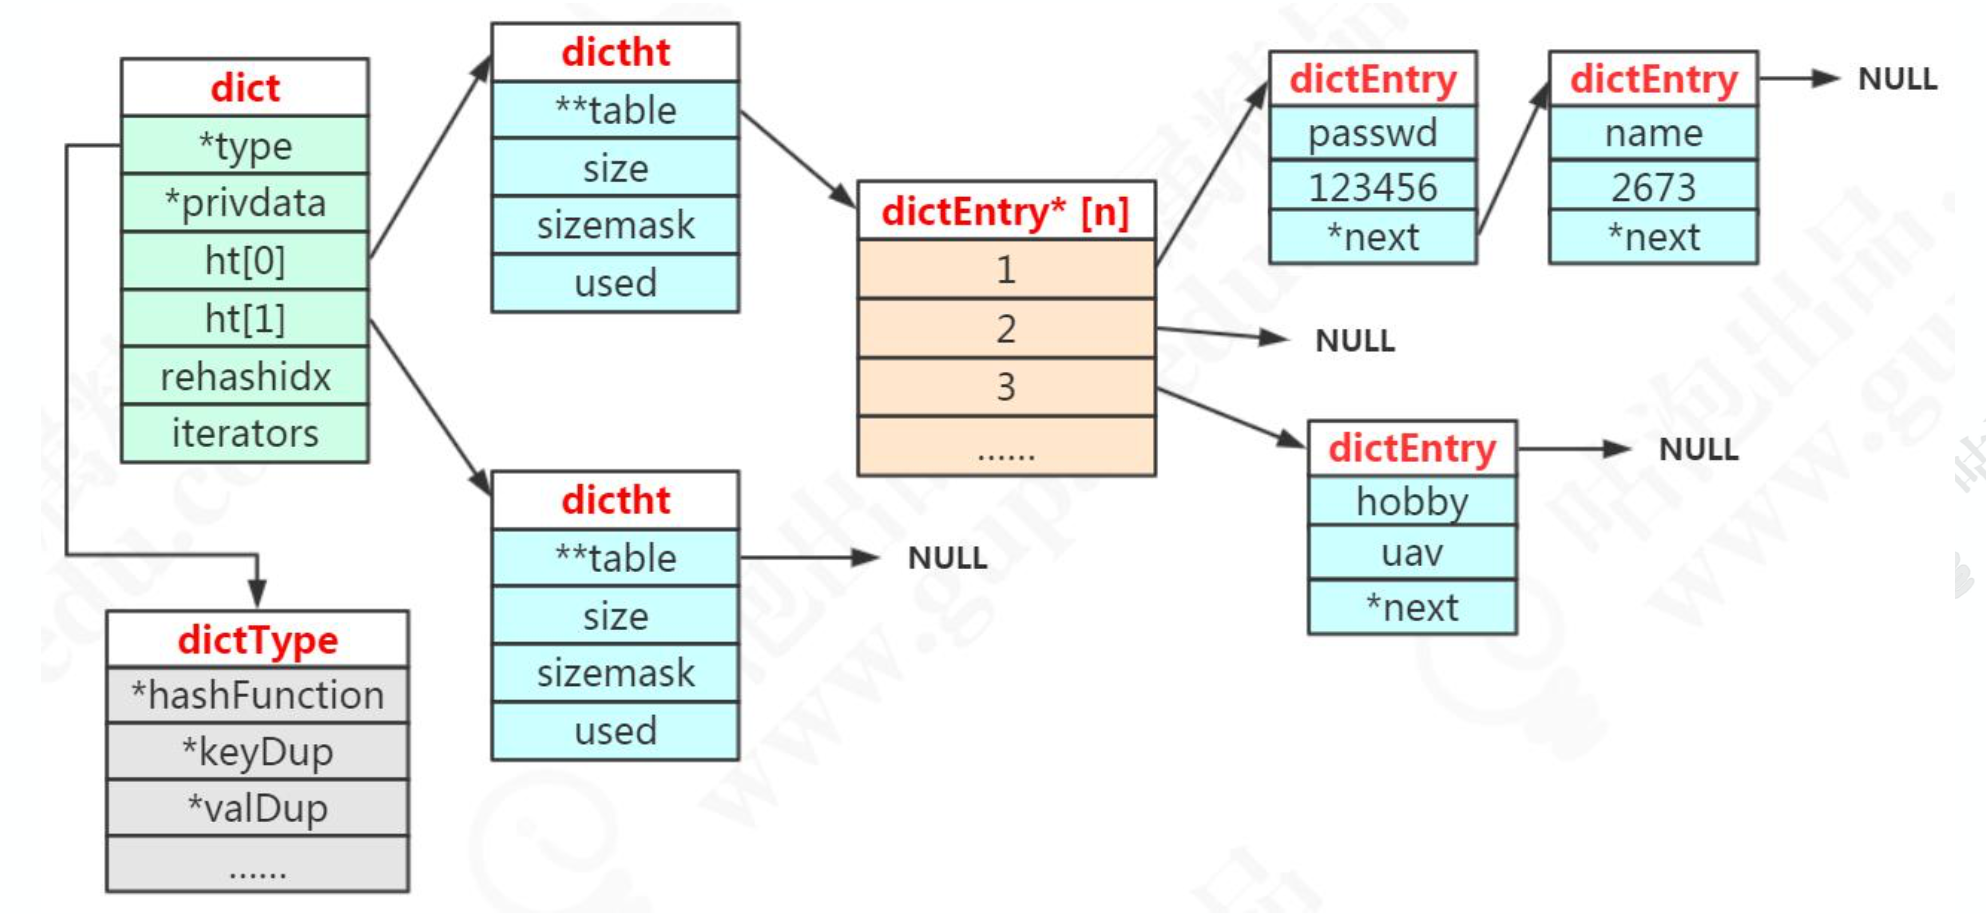 dict
*type
*privdata
ht[0]
ht[1]
rehashidx
iterators
dictType
*hashFunction
*keyDup
*valDup
......
dictht
**table
size
sizemask
used
dictht
**table
size
sizemask
used
NULL
dictEntry* [n]
1
2
3
......
dictEntry
passwd
123456
*next
dictEntry
name
2673
*next
NULL
NULL
dictEntry
hobby
uav
*next
NULL